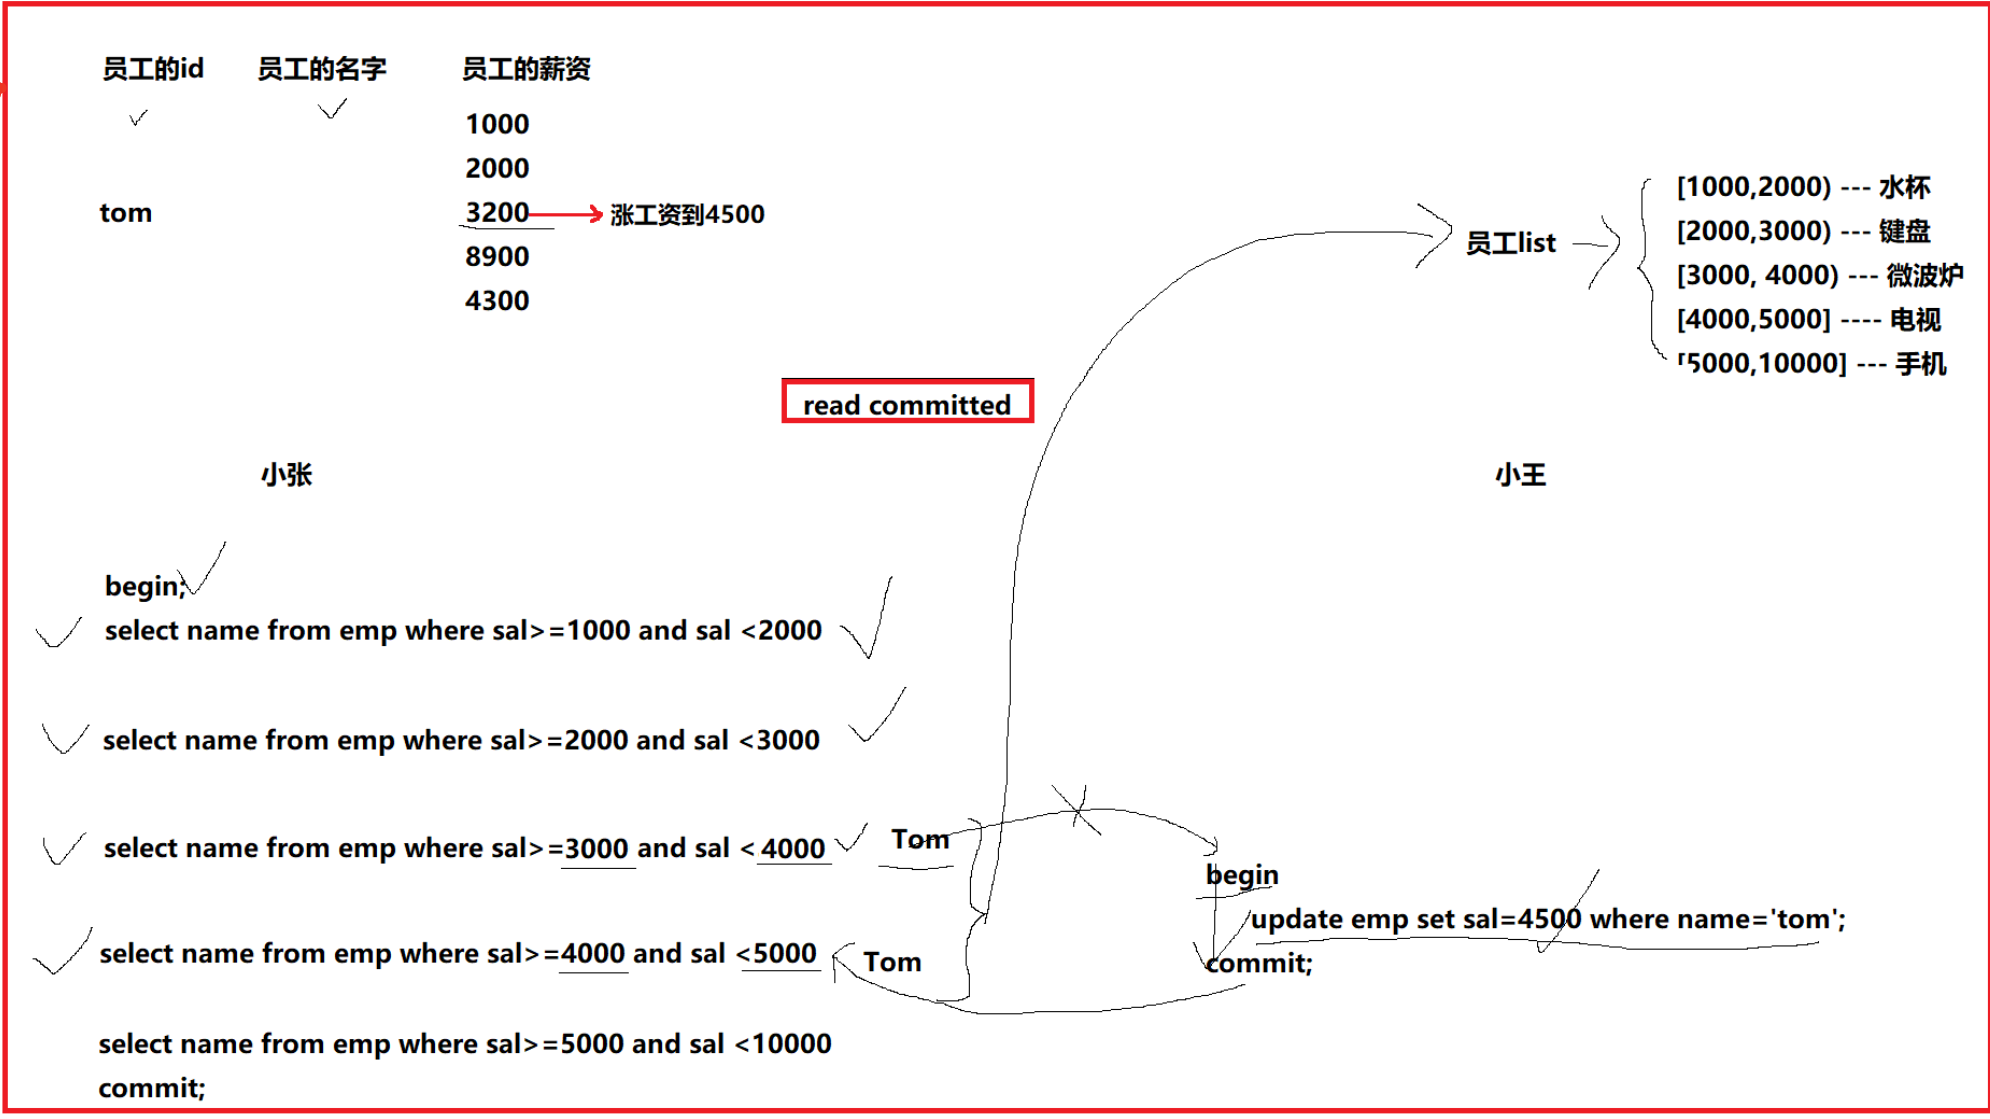 员工的id 员工的名字 员工的薪资
1000
2000
tom 3200 涨工资到4500
8900
4300
员工list
[1000,2000) --- 水杯
[2000,3000) --- 键盘
[3000, 4000) --- 微波炉
[4000,5000] ---- 电视
[5000,10000] --- 手机
read committed
小张 小王
begin;
select name from emp where sal>=1000 and sal <2000
select name from emp where sal>=2000 and sal <3000
select name from emp where sal>=3000 and sal < 4000 Tom
begin
update emp set sal=4500 where name='tom';
commit;
select name from emp where sal>=4000 and sal <5000 Tom
select name from emp where sal>=5000 and sal <10000
commit;